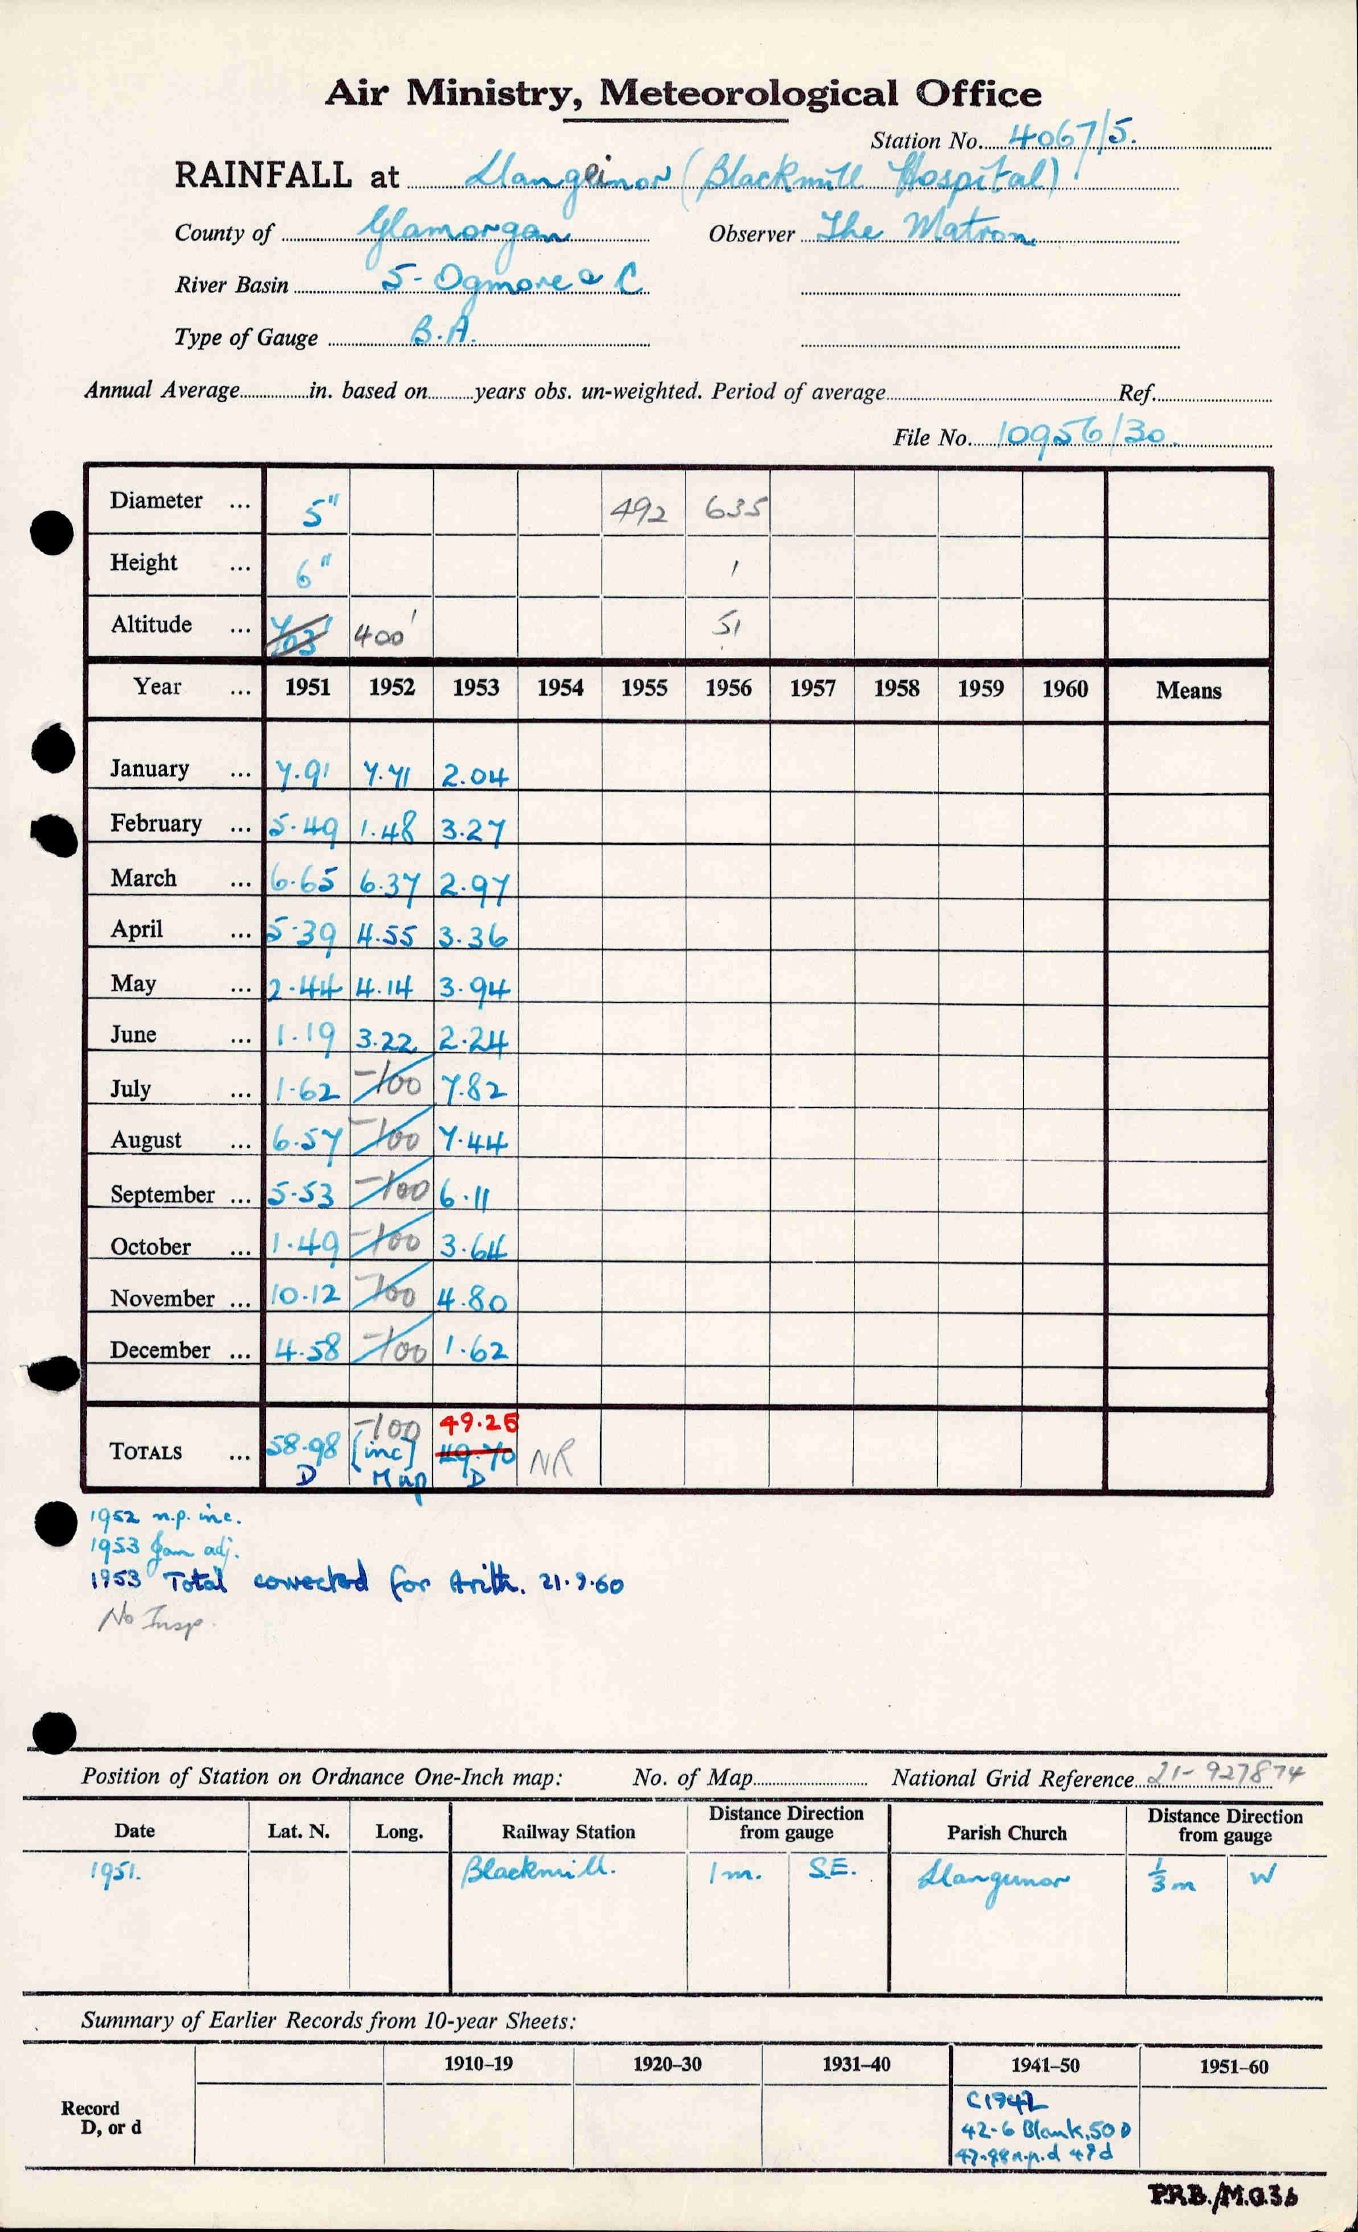 Air Ministry, Meteorological Office
Station No. 4067/5.
RAINFALL at Llangeinor (Blackmill Hospital)
County of Glamorgan Observer The Matron.
River Basin 5 - Ogmore & C
Type of Gauge B.A.
Annual Average in. based on years obs. un-weighted. Period of average Ref.
File No. 10956/30.
Diameter ... 5" 492 635
Height ... 6" 1
Altitude ... 703' 400' 51
Year ... 1951 1952 1953 1954 1955 1956 1957 1958 1959 1960 Means
January ... 7.91 7.71 2.04
February ... 5.49 1.48 3.27
March ... 6.65 6.37 2.97
April ... 5.39 4.55 3.36
May ... 2.44 4.14 3.94
June ... 1.19 3.22 2.24
July ... 1.62 -100 7.82
August ... 6.57 -100 7.44
September ... 5.53 -100 6.11
October ... 1.49 -100 3.64
November ... 10.12 -100 4.80
December ... 4.58 -100 1.62
-100 49.25
TOTALS ... 58.98 [inc] 49.70 NR
D D
1952 n.p. inc.
1953 Jan adj.
1953 Total corrected for Arith. 21.9.60
No Insp.
Position of Station on Ordnance One-Inch map: No. of Map National Grid Reference 21-927874
Date Lat. N. Long. Railway Station Distance Direction from gauge Parish Church Distance Direction from gauge
1951. Blackmill. 1 m. S.E. Llangeinor 1/3 m W
Summary of Earlier Records from 10-year Sheets:
1910–19 1920–30 1931–40 1941–50 1951–60
Record
D, or d
C1942
42-6 Blank, 50 D
47.48 n.p.d 49d
P.R.B./M.O.36